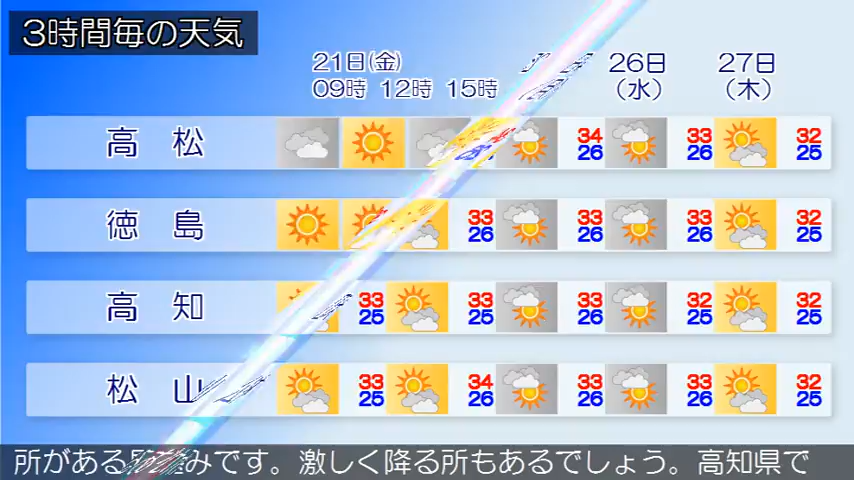 3時間毎の天気
21日(金) 26日 27日
09時 12時 15時 (水) (木)
高松 34 33 32
26 26 25
徳島 33 33 33 32
26 26 26 25
高知 33 33 33 32 32
25 25 26 25 25
松山 33 34 33 33 32
25 26 26 26 25
所がある みです。激しく降る所もあるでしょう。高知県で